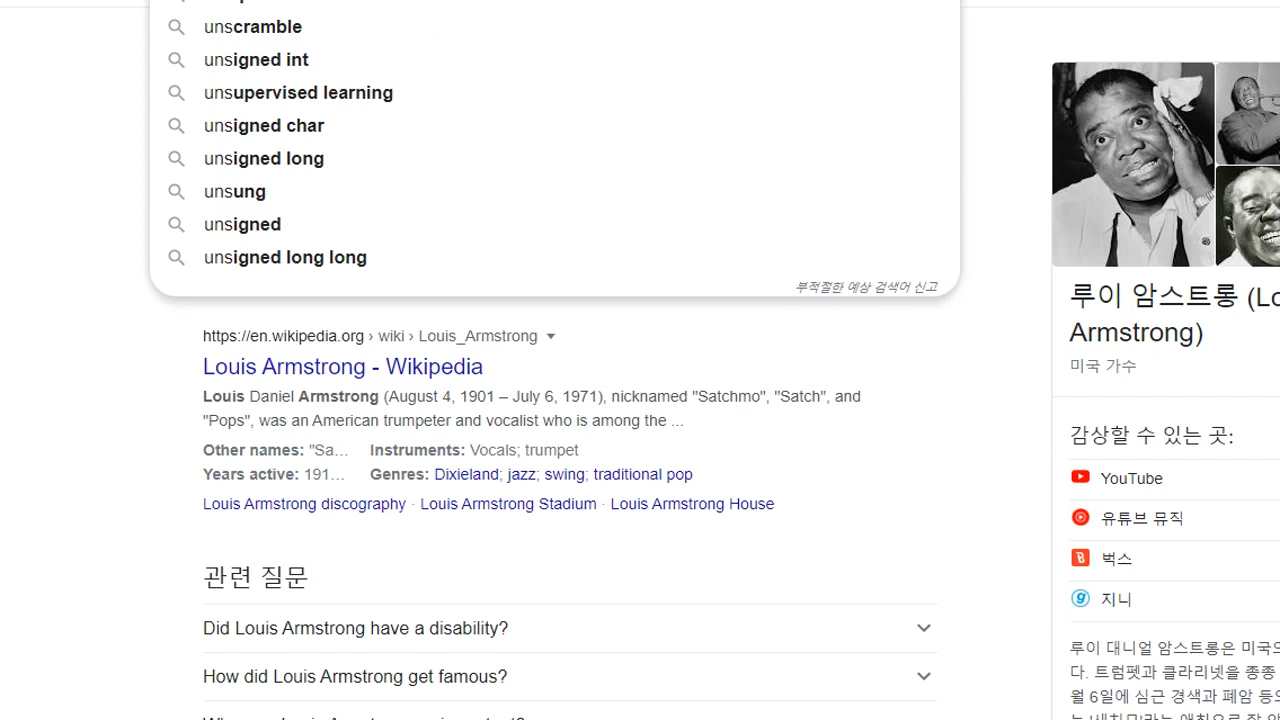 unscramble
unsigned int
unsupervised learning
unsigned char
unsigned long
unsung
unsigned
unsigned long long
부적절한 예상 검색어 신고
https://en.wikipedia.org › wiki › Louis_Armstrong
Louis Armstrong - Wikipedia
Louis Daniel Armstrong (August 4, 1901 – July 6, 1971), nicknamed "Satchmo", "Satch", and
"Pops", was an American trumpeter and vocalist who is among the ...
Other names: "Sa... Instruments: Vocals; trumpet
Years active: 191... Genres: Dixieland; jazz; swing; traditional pop
Louis Armstrong discography · Louis Armstrong Stadium · Louis Armstrong House
관련 질문
Did Louis Armstrong have a disability?
How did Louis Armstrong get famous?
루이 암스트롱 (Lo
Armstrong)
미국 가수
감상할 수 있는 곳:
YouTube
유튜브 뮤직
벅스
지니
루이 대니얼 암스트롱은 미국으
다. 트럼펫과 클라리넷을 종종
월 6일에 심근 경색과 폐암 등으